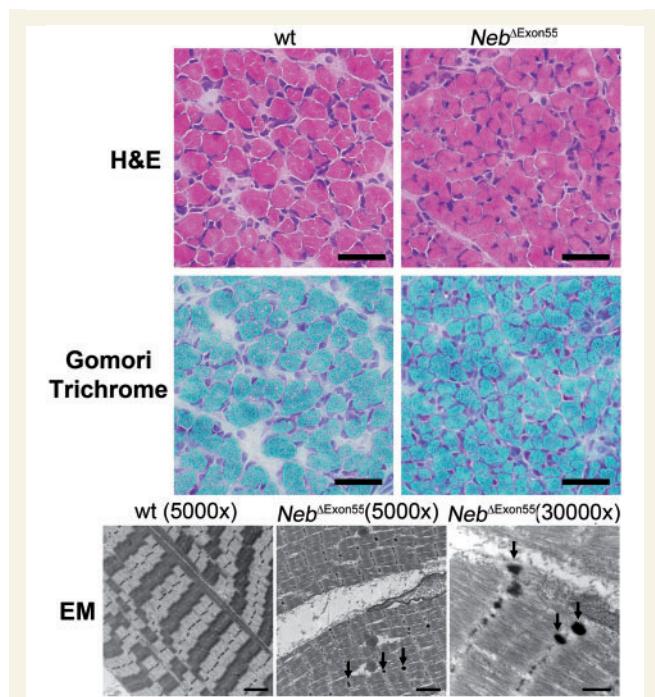 wt Neb^ΔExon55
H&E
Gomori
Trichrome
wt (5000x) Neb^ΔExon55(5000x) Neb^ΔExon55(30000x)
EM